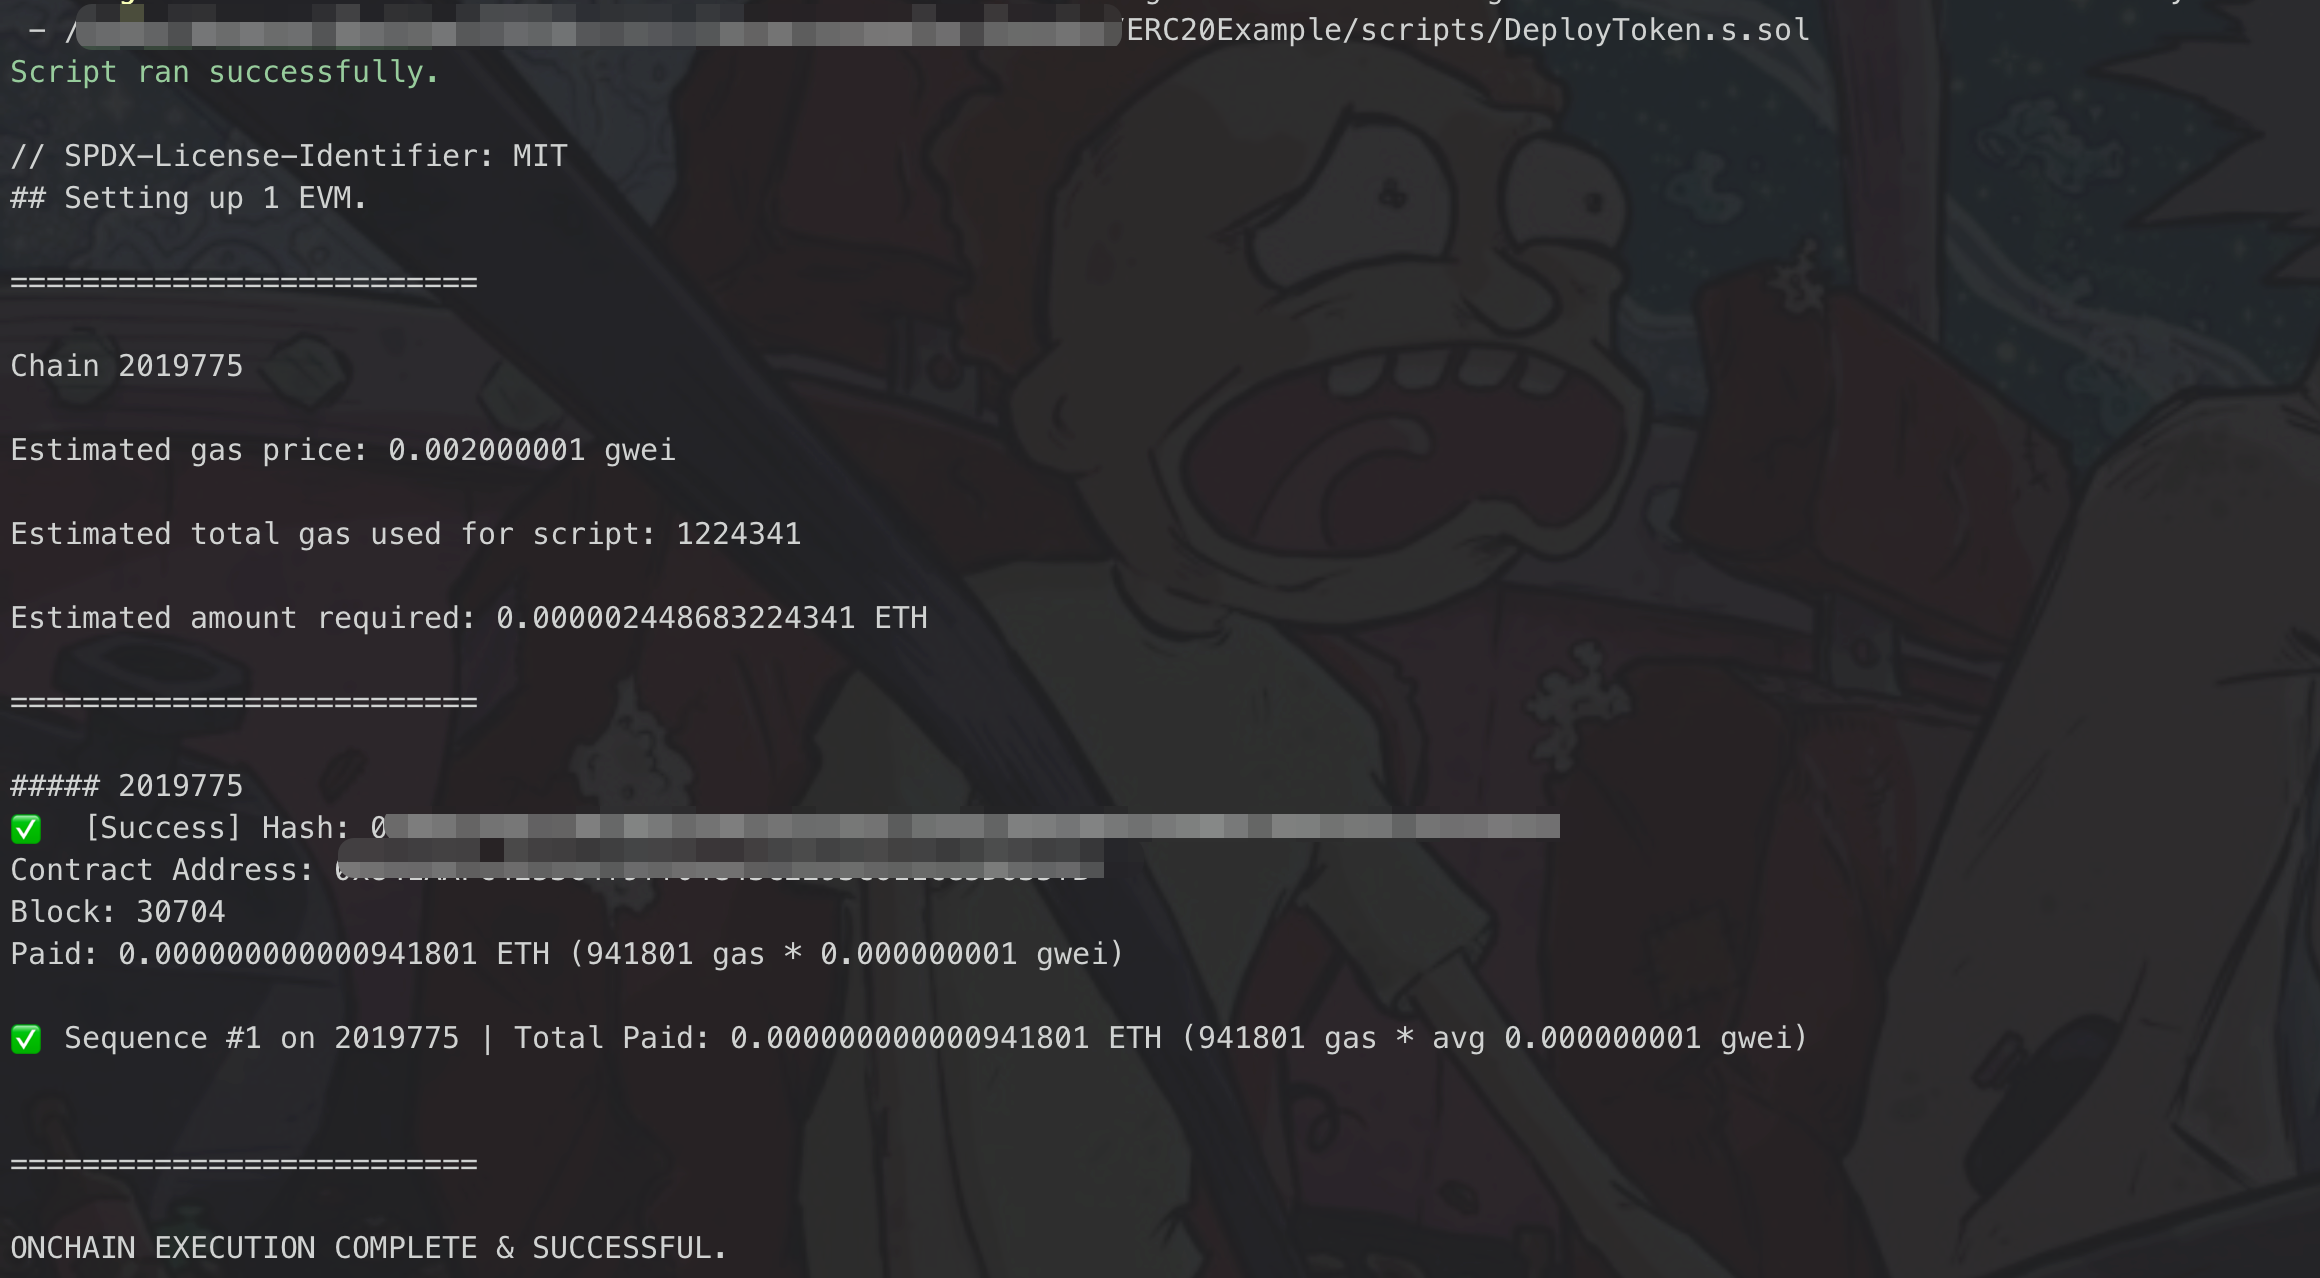 - /ERC20Example/scripts/DeployToken.s.sol
Script ran successfully.
// SPDX-License-Identifier: MIT
## Setting up 1 EVM.
==========================
Chain 2019775
Estimated gas price: 0.002000001 gwei
Estimated total gas used for script: 1224341
Estimated amount required: 0.000002448683224341 ETH
==========================
##### 2019775
✅ [Success] Hash: 0
Contract Address:
Block: 30704
Paid: 0.000000000000941801 ETH (941801 gas * 0.000000001 gwei)
✅ Sequence #1 on 2019775 | Total Paid: 0.000000000000941801 ETH (941801 gas * avg 0.000000001 gwei)
==========================
ONCHAIN EXECUTION COMPLETE & SUCCESSFUL.